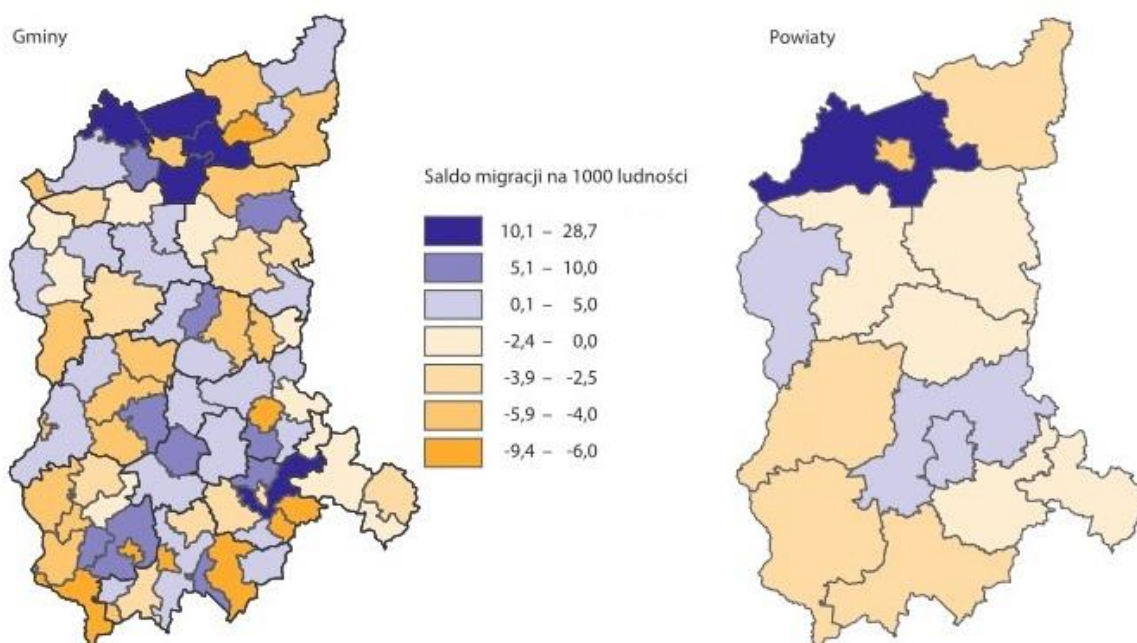 Gminy
Powiaty
Saldo migracji na 1000 ludności
10,1 – 28,7
5,1 – 10,0
0,1 – 5,0
-2,4 – 0,0
-3,9 – -2,5
-5,9 – -4,0
-9,4 – -6,0